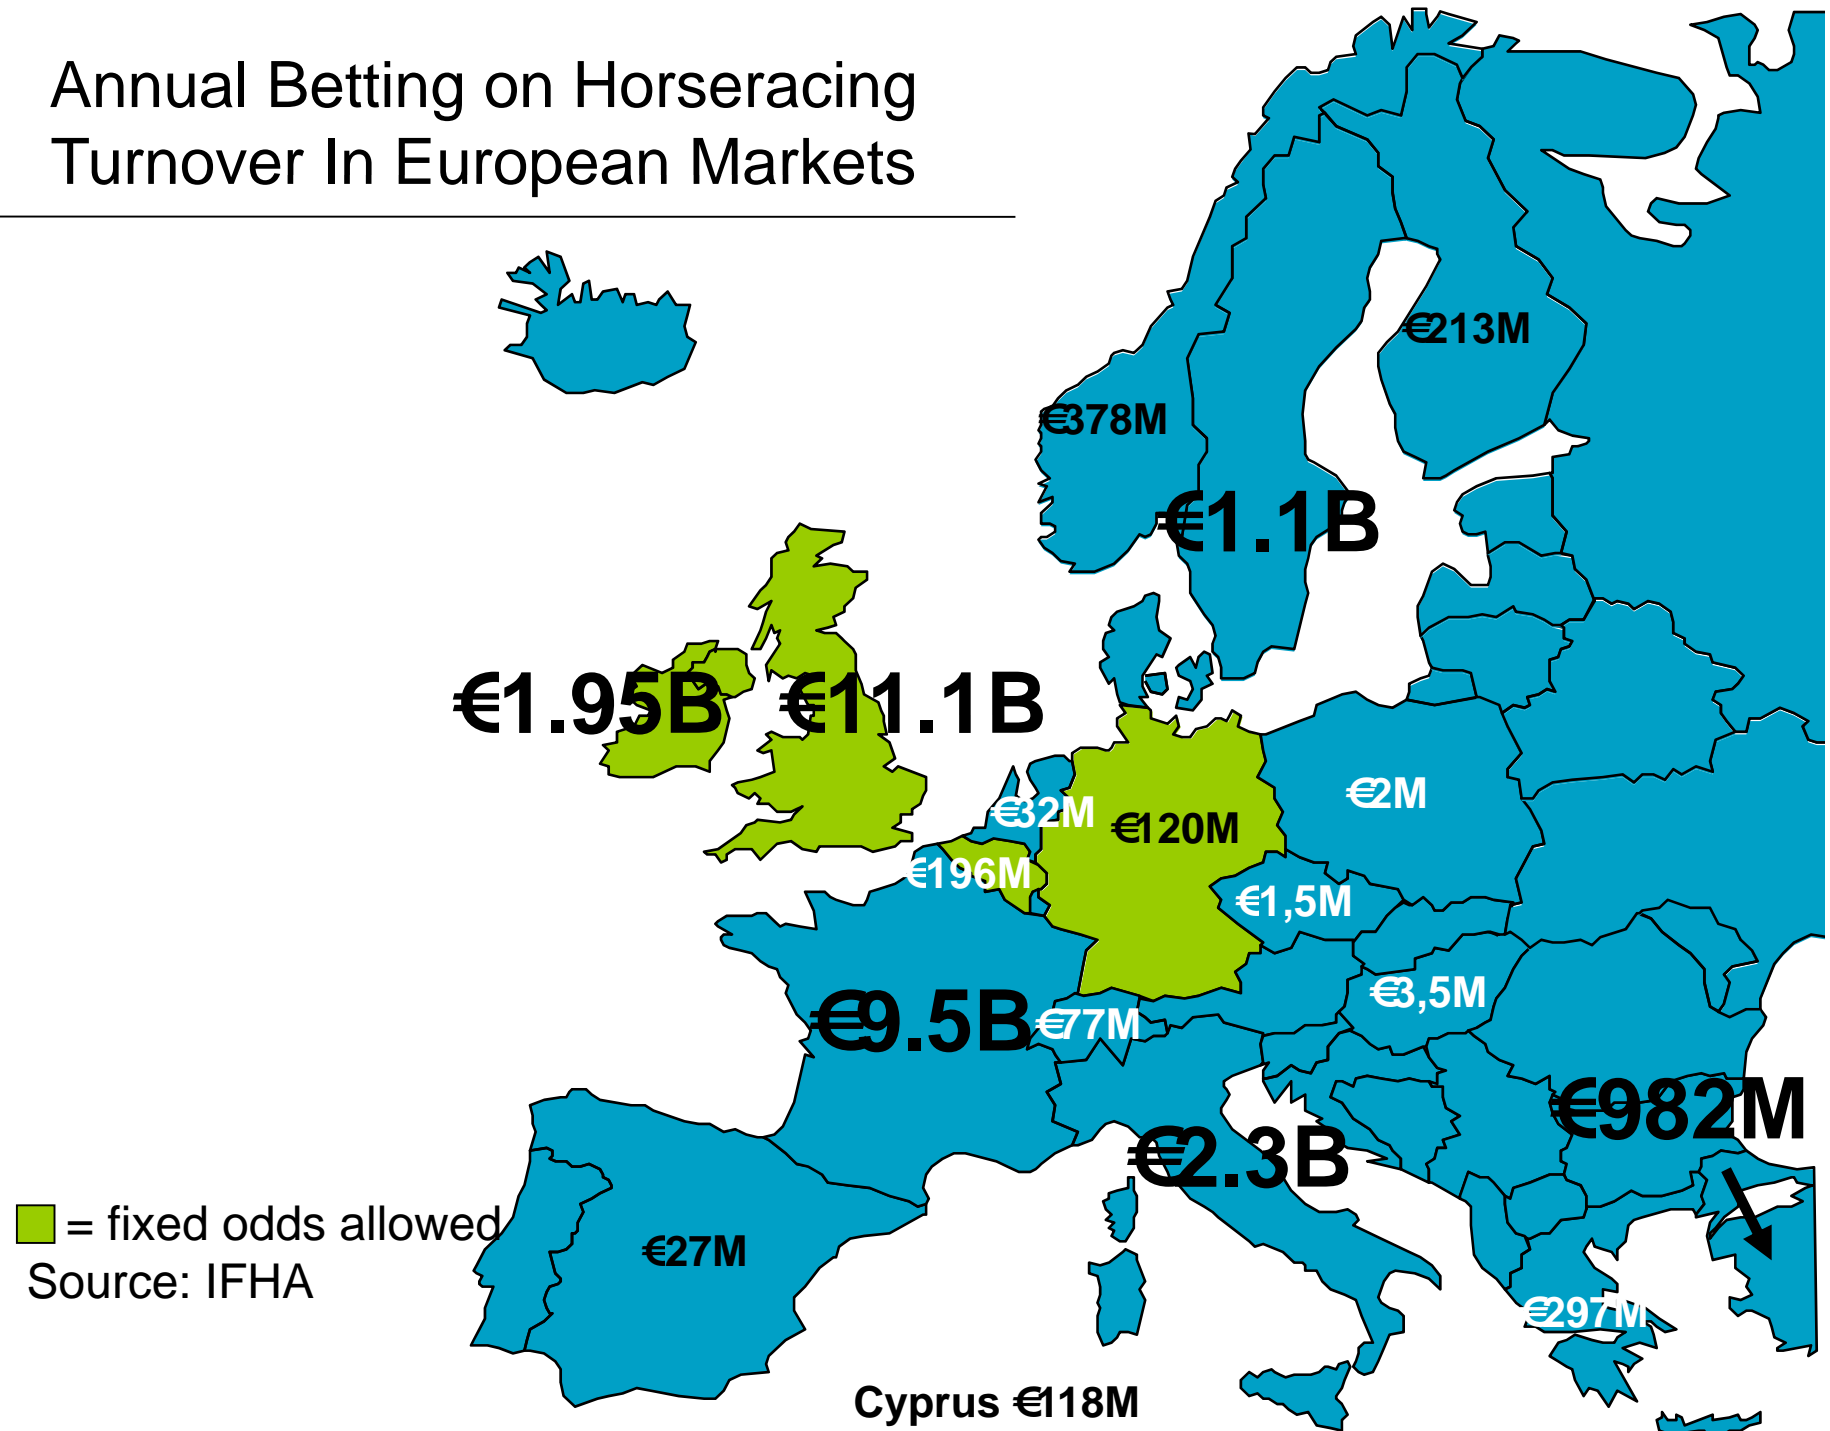 Annual Betting on Horseracing
Turnover In European Markets
€213M
€378M
€1.1B
€1.95B
€11.1B
€2M
€32M
€120M
€196M
€1,5M
€3,5M
€9.5B
€77M
€982M
€2.3B
= fixed odds allowed
€27M
Source: IFHA
€297M
Cyprus €118M